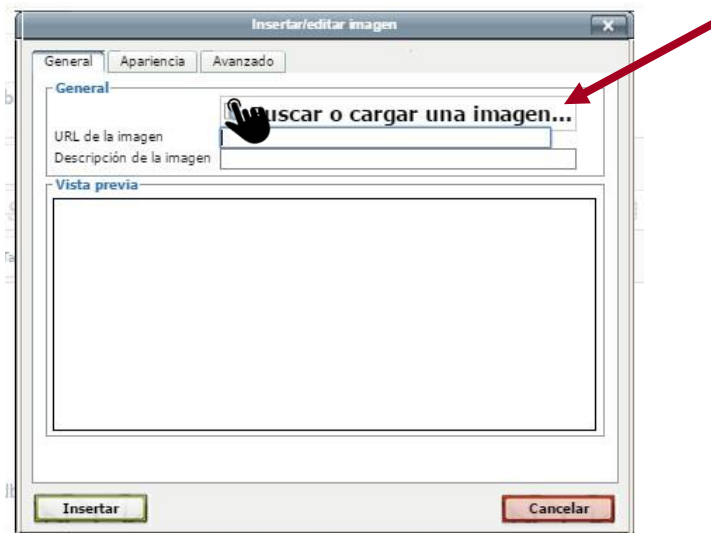 Insertar/editar imagen
General Apariencia Avanzado
General
uscar o cargar una imagen...
URL de la imagen
Descripción de la imagen
Vista previa
Insertar Cancelar